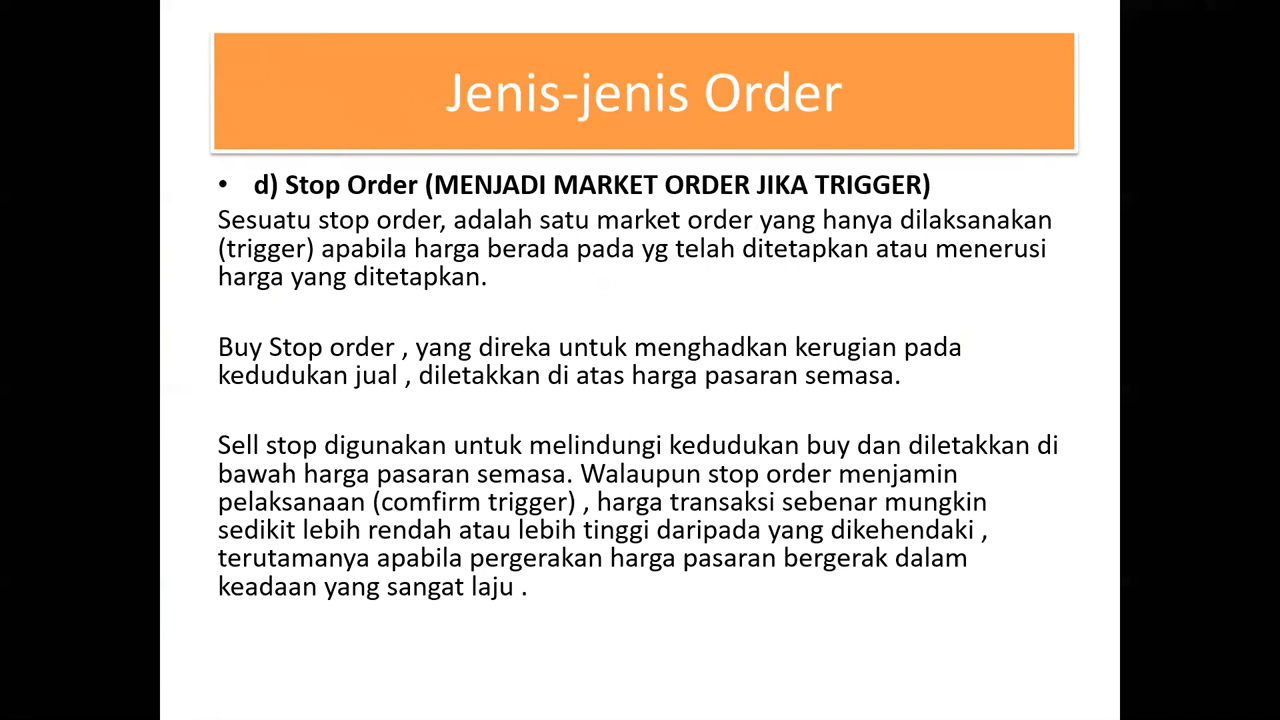 Jenis-jenis Order
• d) Stop Order (MENJADI MARKET ORDER JIKA TRIGGER)
Sesuatu stop order, adalah satu market order yang hanya dilaksanakan
(trigger) apabila harga berada pada yg telah ditetapkan atau menerusi
harga yang ditetapkan.
Buy Stop order , yang direka untuk menghadkan kerugian pada
kedudukan jual , diletakkan di atas harga pasaran semasa.
Sell stop digunakan untuk melindungi kedudukan buy dan diletakkan di
bawah harga pasaran semasa. Walaupun stop order menjamin
pelaksanaan (comfirm trigger) , harga transaksi sebenar mungkin
sedikit lebih rendah atau lebih tinggi daripada yang dikehendaki ,
terutamanya apabila pergerakan harga pasaran bergerak dalam
keadaan yang sangat laju .